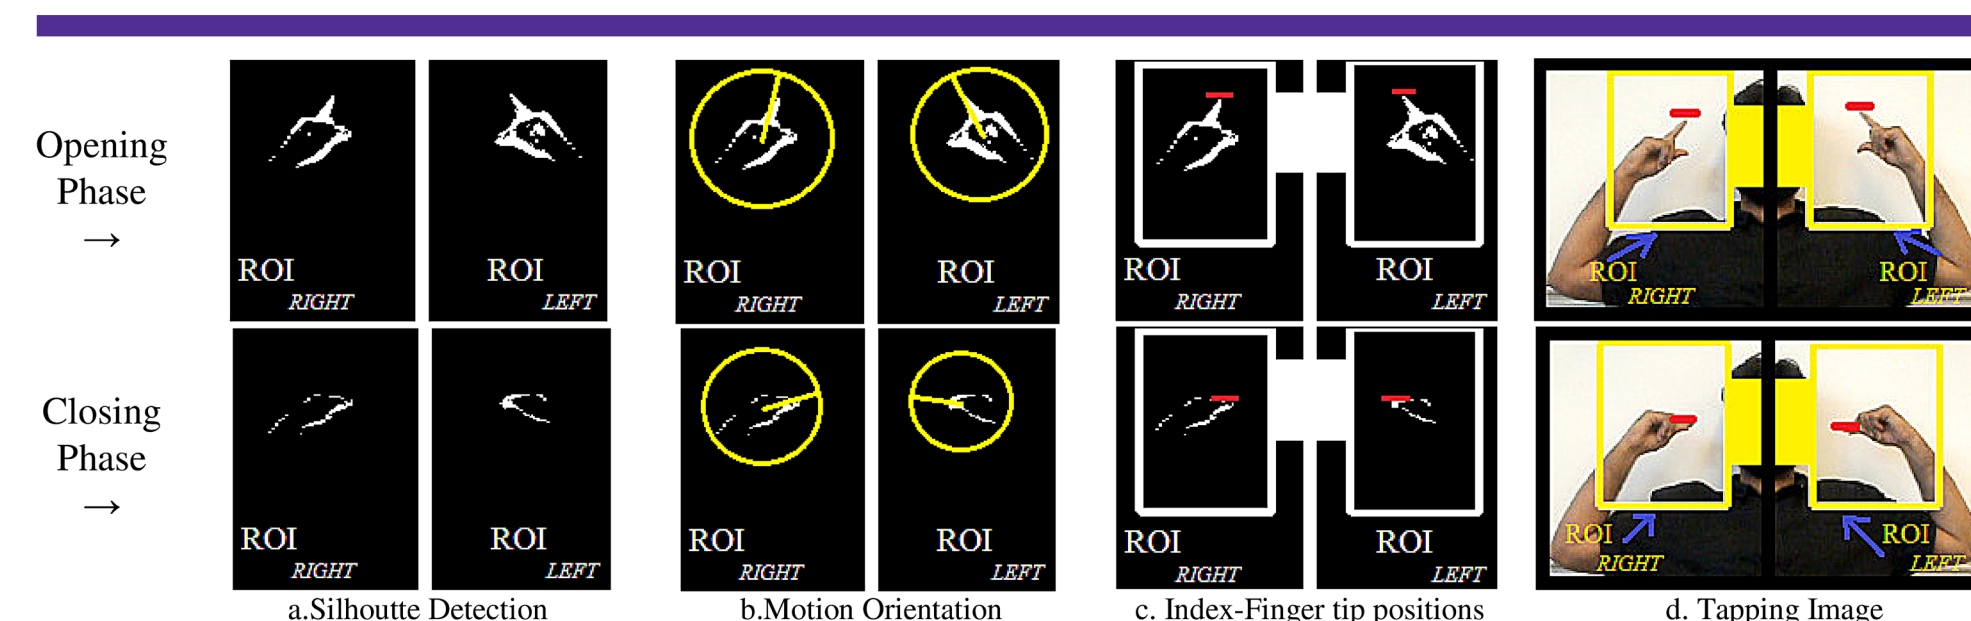 Opening
Phase
→
ROI
RIGHT
ROI
LEFT
ROI
RIGHT
ROI
LEFT
ROI
RIGHT
ROI
LEFT
ROI
RIGHT
ROI
LEFT
Closing
Phase
→
ROI
RIGHT
ROI
LEFT
ROI
RIGHT
ROI
LEFT
ROI
RIGHT
ROI
LEFT
ROI
RIGHT
ROI
LEFT
a.Silhoutte Detection
b.Motion Orientation
c. Index-Finger tip positions
d. Tapping Image